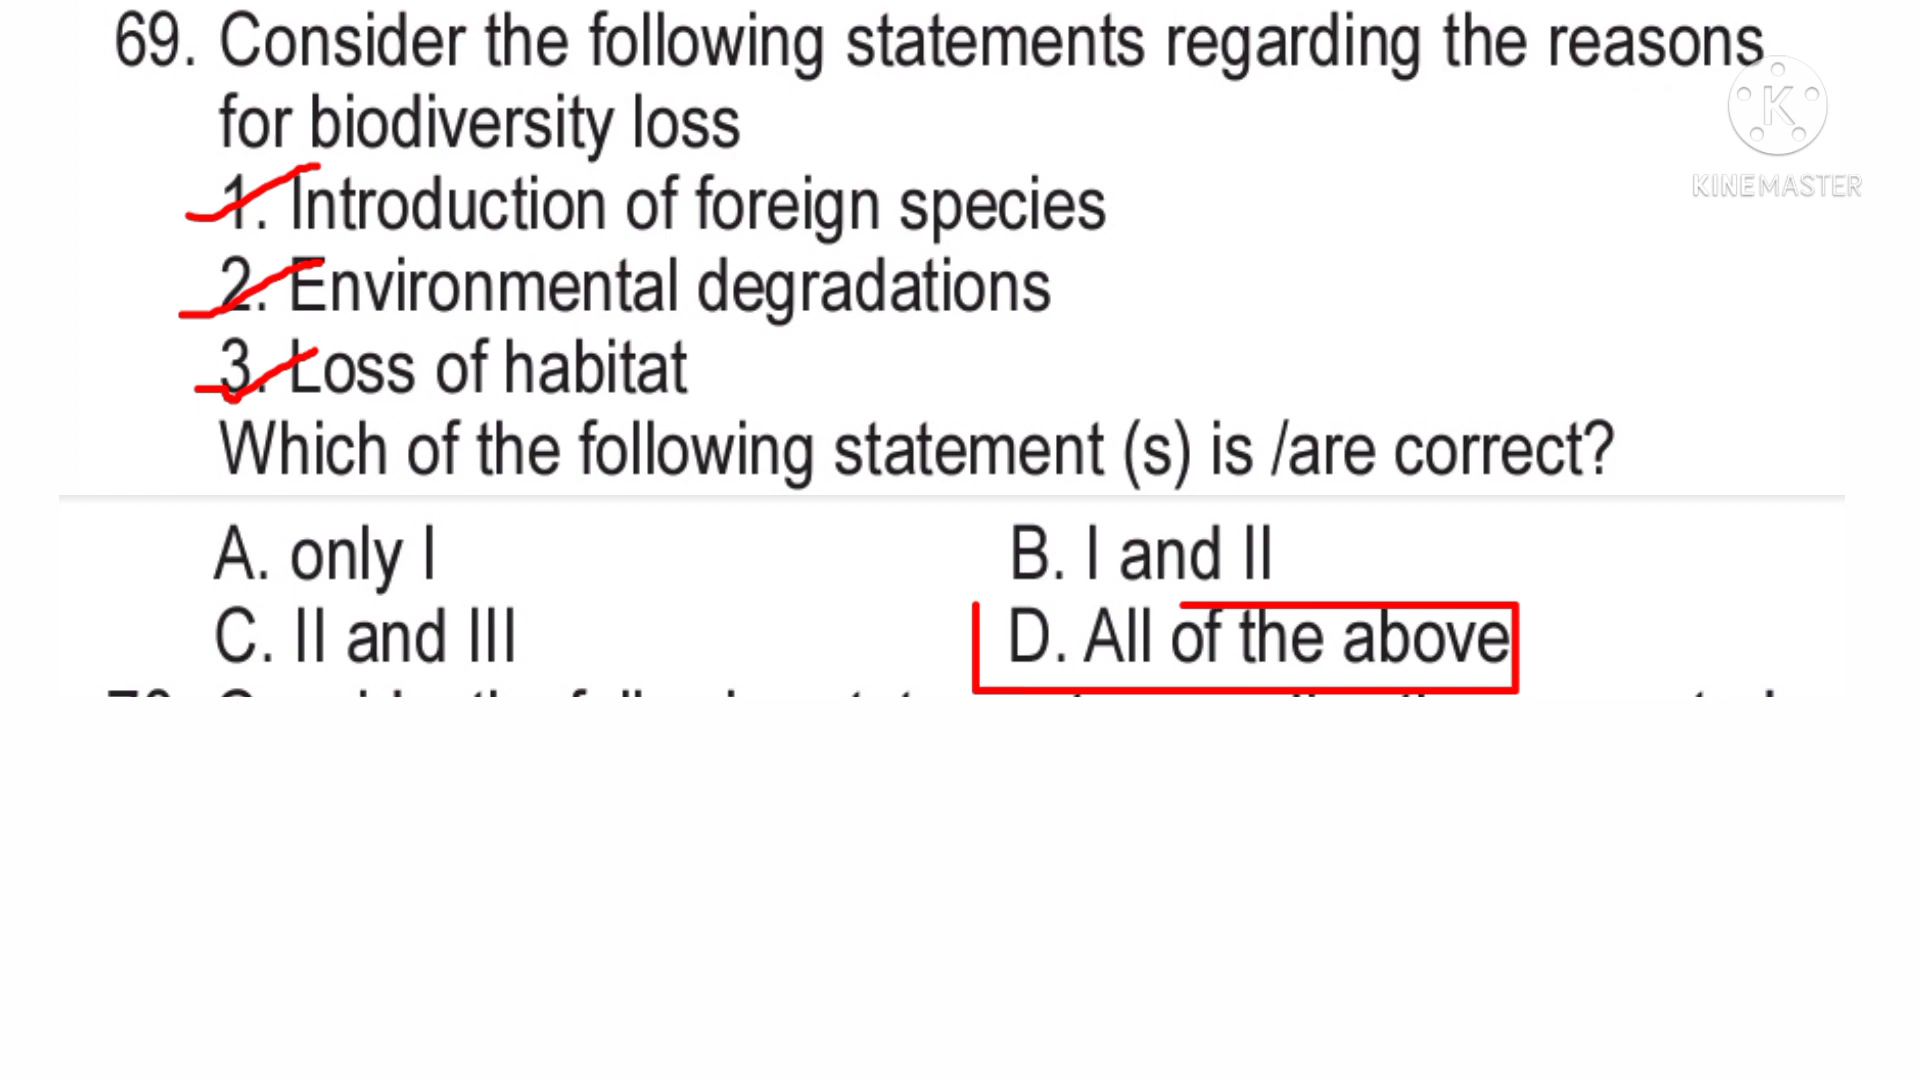 69. Consider the following statements regarding the reasons
for biodiversity loss
1. Introduction of foreign species
2. Environmental degradations
3. Loss of habitat
Which of the following statement (s) is /are correct?
A. only I
B. I and II
C. II and III
D. All of the above
K
KINEMASTER